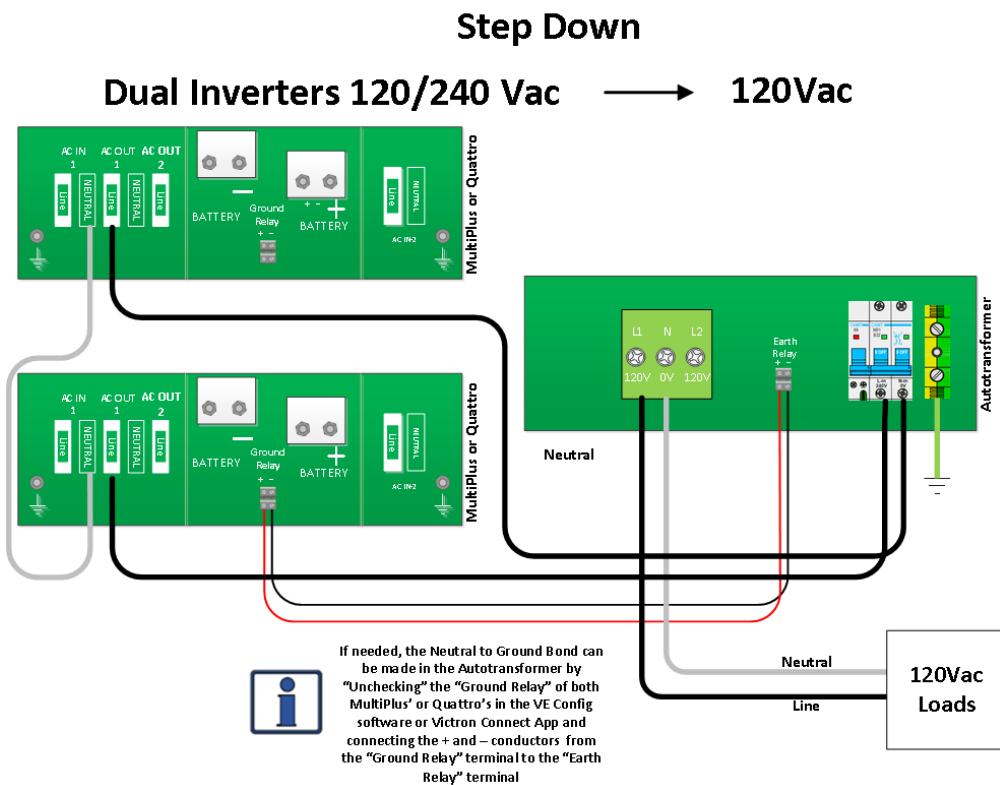 Step Down
Dual Inverters 120/240 Vac
120Vac
AC IN
1
AC OUT
1
AC OUT
2
Line
NEUTRAL
Line
NEUTRAL
Line
BATTERY
Ground
Relay
+ −
+ −
BATTERY
Line
NEUTRAL
AC IN2
MultiPlus or Quattro
AC IN
1
AC OUT
1
AC OUT
2
Line
NEUTRAL
Line
NEUTRAL
Line
BATTERY
Ground
Relay
+ −
BATTERY
Line
NEUTRAL
AC IN2
MultiPlus or Quattro
L1 N L2
120V 0V 120V
Earth
Relay
+ −
Autotransformer
Neutral
Neutral
Line
120Vac
Loads
If needed, the Neutral to Ground Bond can
be made in the Autotransformer by
“Unchecking” the “Ground Relay” of both
MultiPlus’ or Quattro’s in the VE Config
software or Victron Connect App and
connecting the + and – conductors from
the “Ground Relay” terminal to the “Earth
Relay” terminal